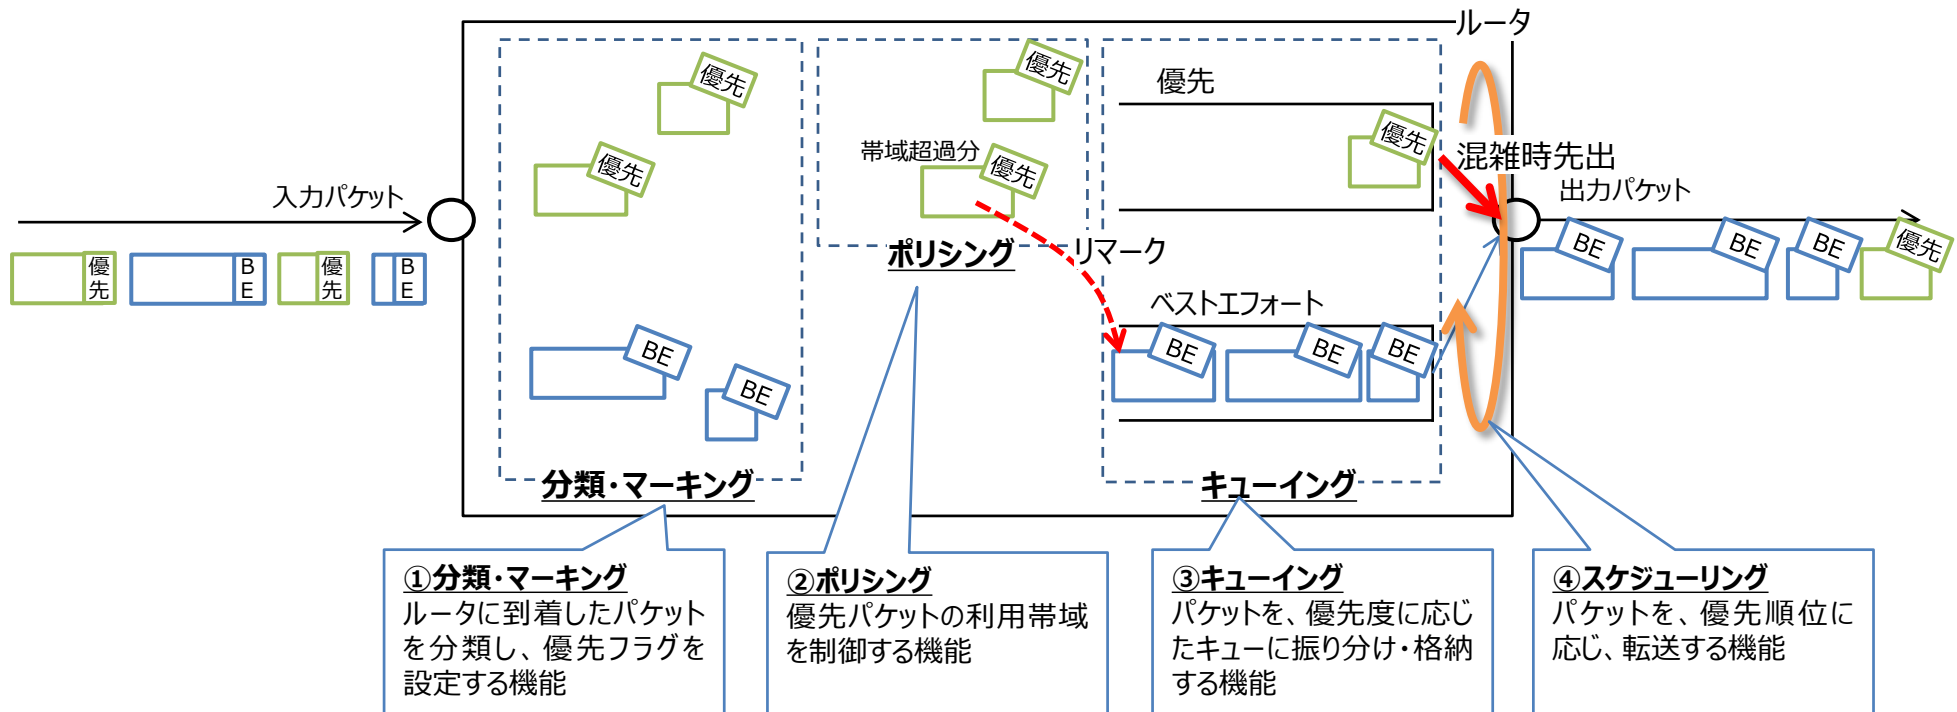 ルータ
優先
優先
優先
優先
帯域超過分
優先
優先
混雑時先出
優先
入力パケット
出力パケット
優先
BE
優先
BE
BE
BE
BE
優先
ポリシング
リマーク
ベストエフォート
BE
BE
BE
BE
BE
分類・マーキング
キューイング
①分類・マーキング
ルータに到着したパケット
を分類し、優先フラグを
設定する機能
②ポリシング
優先パケットの利用帯域
を制御する機能
③キューイング
パケットを、優先度に応じ
たキューに振り分け・格納
する機能
④スケジューリング
パケットを、優先順位に
応じ、転送する機能